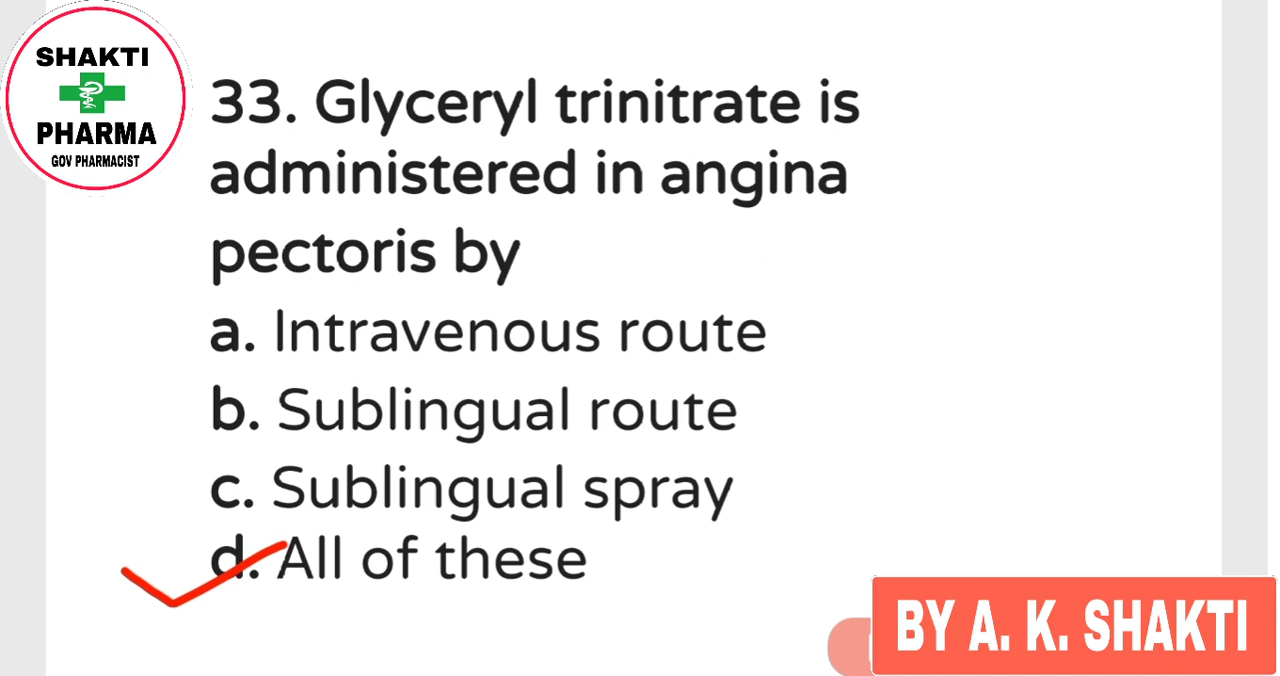 SHAKTI
PHARMA
GOV PHARMACIST
33. Glyceryl trinitrate is
administered in angina
pectoris by
a. Intravenous route
b. Sublingual route
c. Sublingual spray
d. All of these
BY A. K. SHAKTI